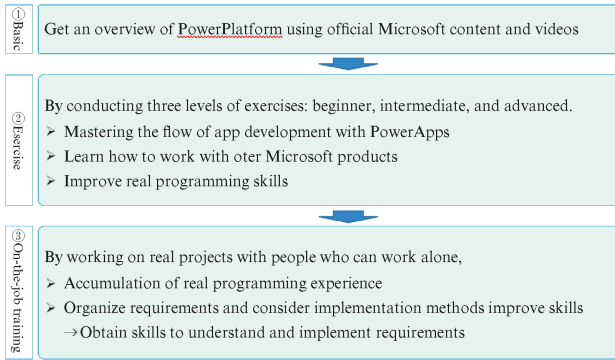 ①Basic
Get an overview of PowerPlatform using official Microsoft content and videos
②Esercise
By conducting three levels of exercises: beginner, intermediate, and advanced.
➢ Mastering the flow of app development with PowerApps
➢ Learn how to work with oter Microsoft products
➢ Improve real programming skills
③On-the-job training
By working on real projects with people who can work alone,
➢ Accumulation of real programming experience
➢ Organize requirements and consider implementation methods improve skills
→Obtain skills to understand and implement requirements